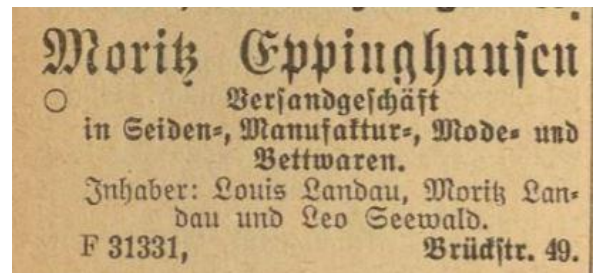 Moritz Eppinghausen
○ Versandgeschäft
in Seiden-, Manufaktur-, Mode- und
Bettwaren.
Inhaber: Louis Landau, Moritz Lan-
dau und Leo Seewald.
F 31331, Brückstr. 49.